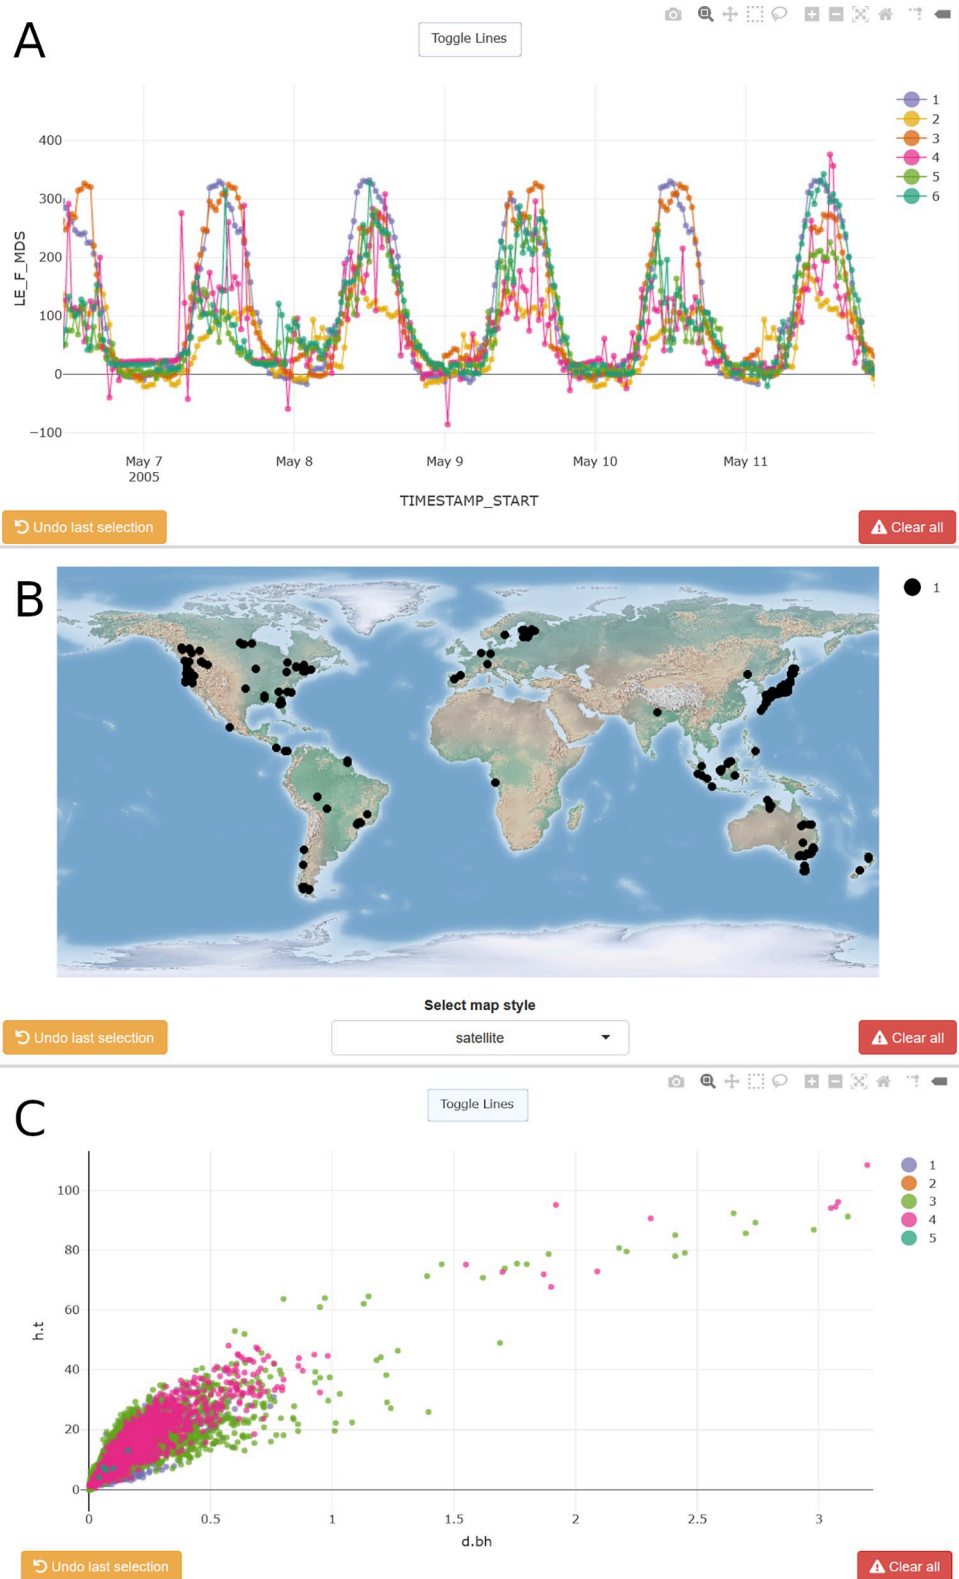 A
Toggle Lines
400
300
200
100
0
−100
LE_F_MDS
May 7
2005
May 8
May 9
May 10
May 11
TIMESTAMP_START
1
2
3
4
5
6
Undo last selection
Clear all
B
1
Select map style
Undo last selection
satellite
Clear all
C
Toggle Lines
100
80
60
40
20
0
h.t
0
0.5
1
1.5
2
2.5
3
d.bh
1
2
3
4
5
Undo last selection
Clear all